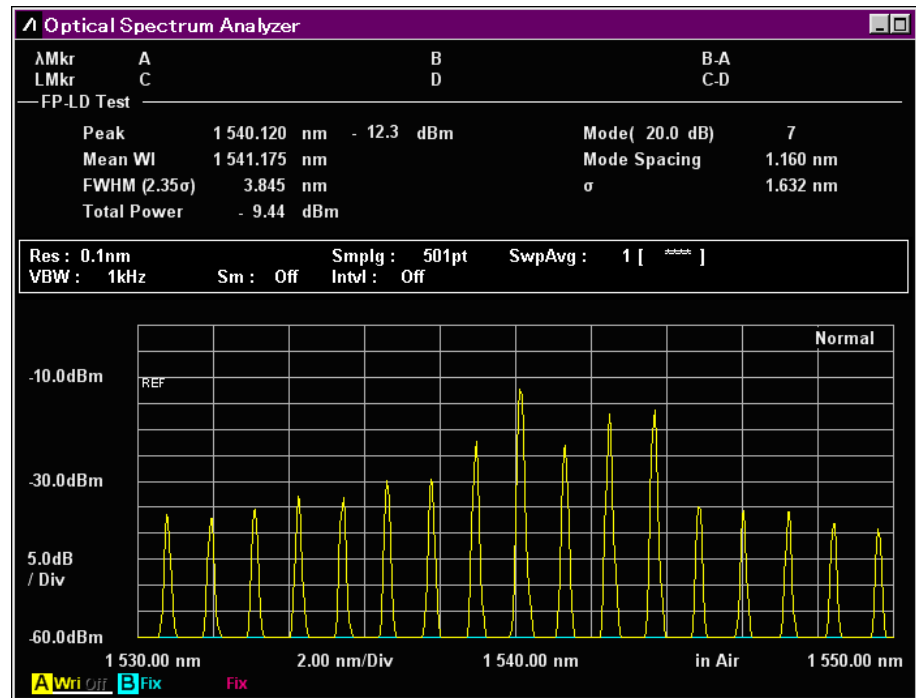 Optical Spectrum Analyzer
λMkr A B B-A
LMkr C D C-D
FP-LD Test
Peak 1 540.120 nm - 12.3 dBm Mode( 20.0 dB) 7
Mean Wl 1 541.175 nm Mode Spacing 1.160 nm
FWHM (2.35σ) 3.845 nm σ 1.632 nm
Total Power - 9.44 dBm
Res : 0.1nm Smplg : 501pt SwpAvg : 1 [ **** ]
VBW : 1kHz Sm : Off Intvl : Off
Normal
-10.0dBm
REF
-30.0dBm
5.0dB
/ Div
-60.0dBm
1 530.00 nm 2.00 nm/Div 1 540.00 nm in Air 1 550.00 nm
A Wri Off B Fix Fix